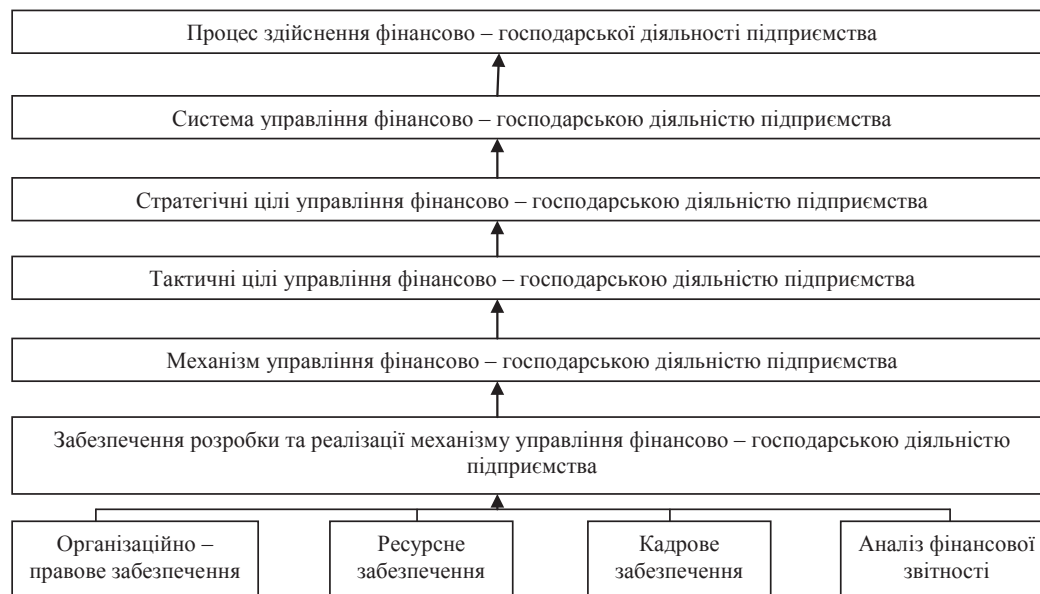 Процес здійснення фінансово – господарської діяльності підприємства
Система управління фінансово – господарською діяльністю підприємства
Стратегічні цілі управління фінансово – господарською діяльністю підприємства
Тактичні цілі управління фінансово – господарською діяльністю підприємства
Механізм управління фінансово – господарською діяльністю підприємства
Забезпечення розробки та реалізації механізму управління фінансово – господарською діяльністю
підприємства
Організаційно –
правове забезпечення
Ресурсне
забезпечення
Кадрове
забезпечення
Аналіз фінансової
звітності